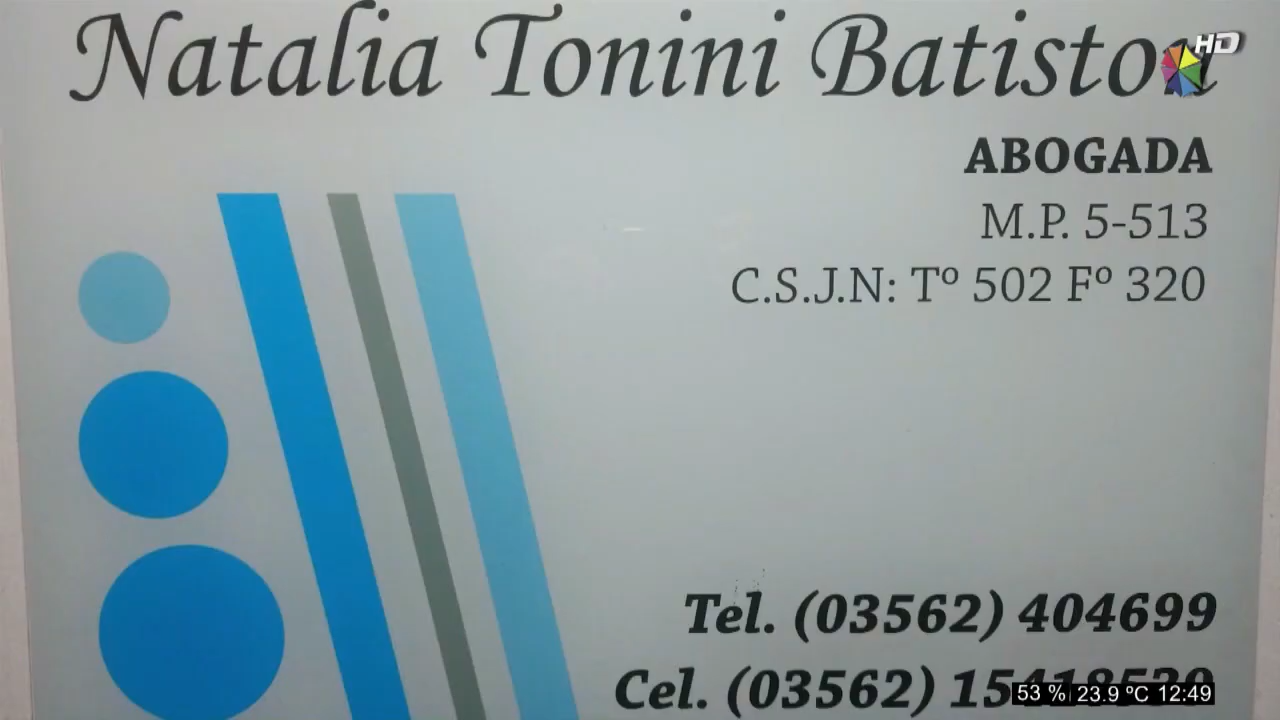 Natalia Tonini Batiston
HD
ABOGADA
M.P. 5-513
C.S.J.N: Tº 502 Fº 320
Tel. (03562) 404699
Cel. (03562)
53 % 23.9 ºC 12:49